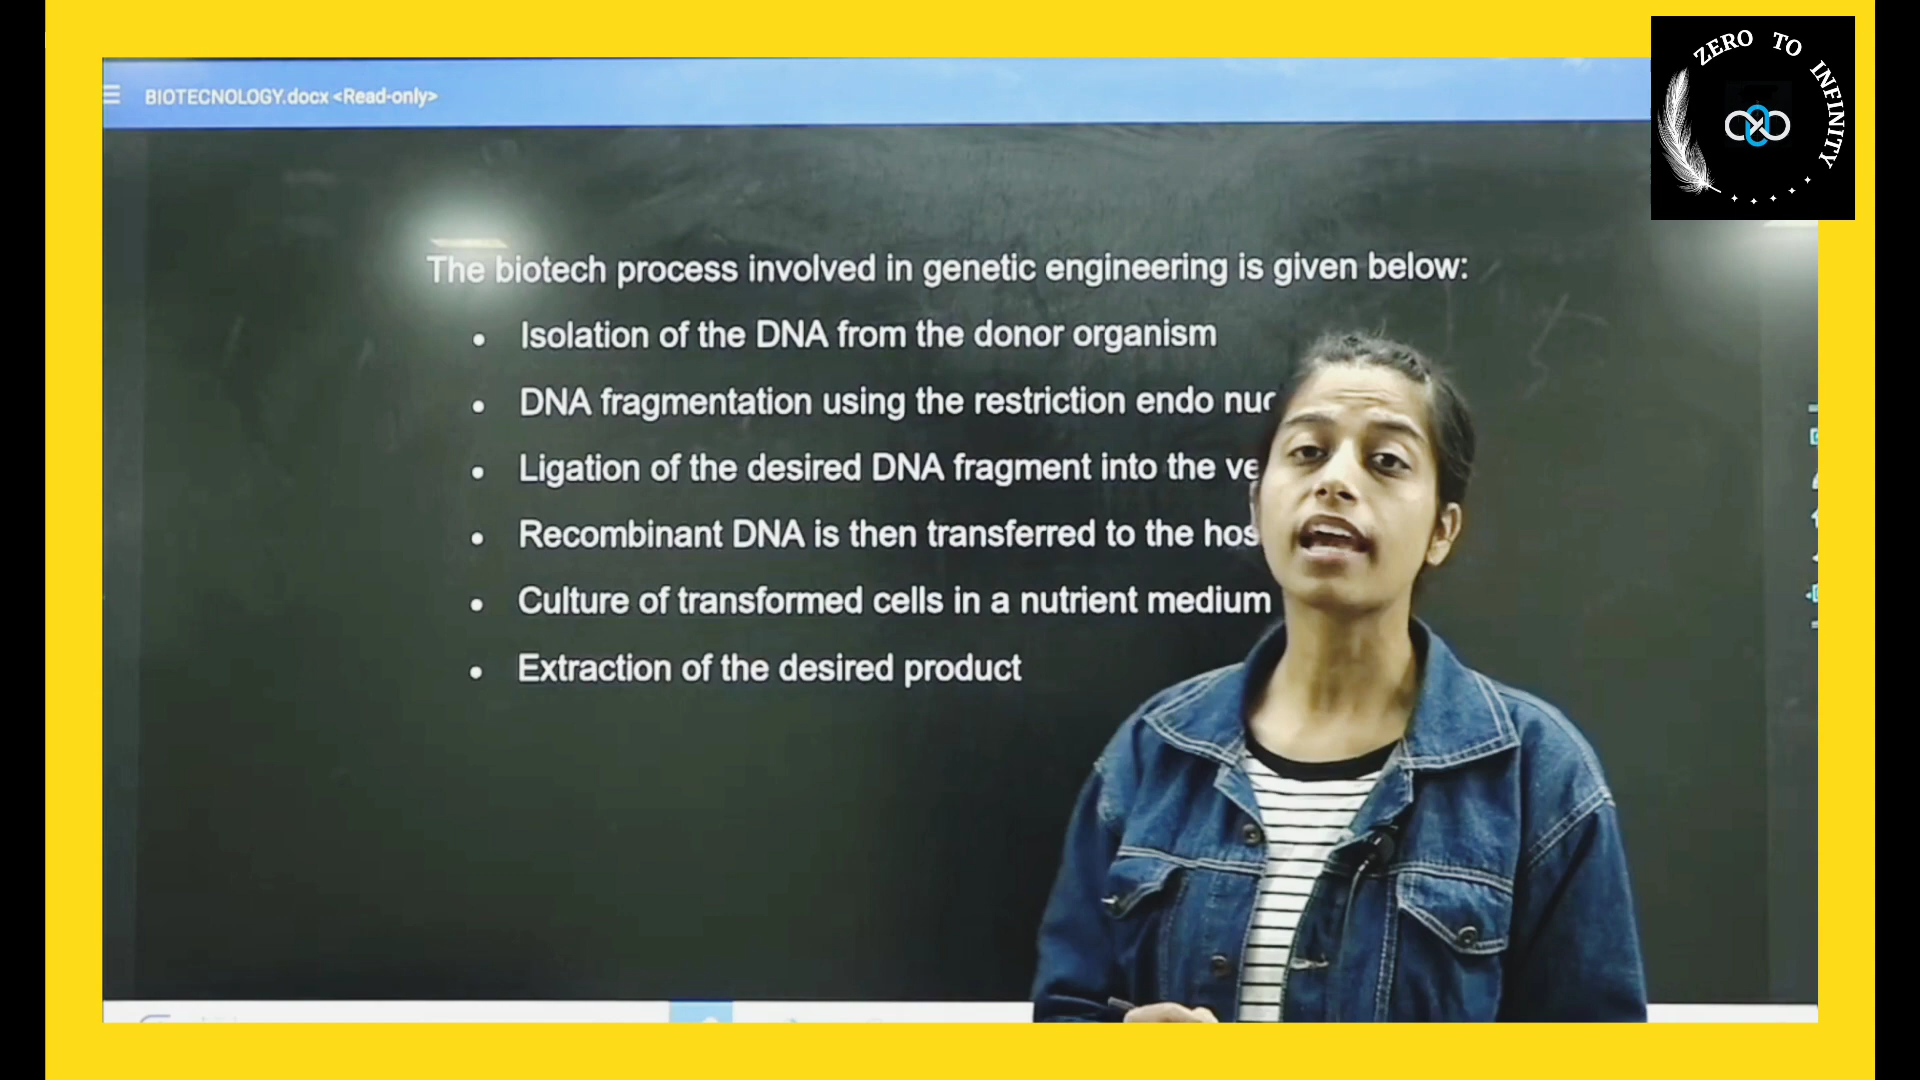 ZERO TO INFINITY
BIOTECNOLOGY.docx <Read-only>
The biotech process involved in genetic engineering is given below:
• Isolation of the DNA from the donor organism
• DNA fragmentation using the restriction endo
• Ligation of the desired DNA fragment into the
• Recombinant DNA is then transferred to the
• Culture of transformed cells in a nutrient medium
• Extraction of the desired product